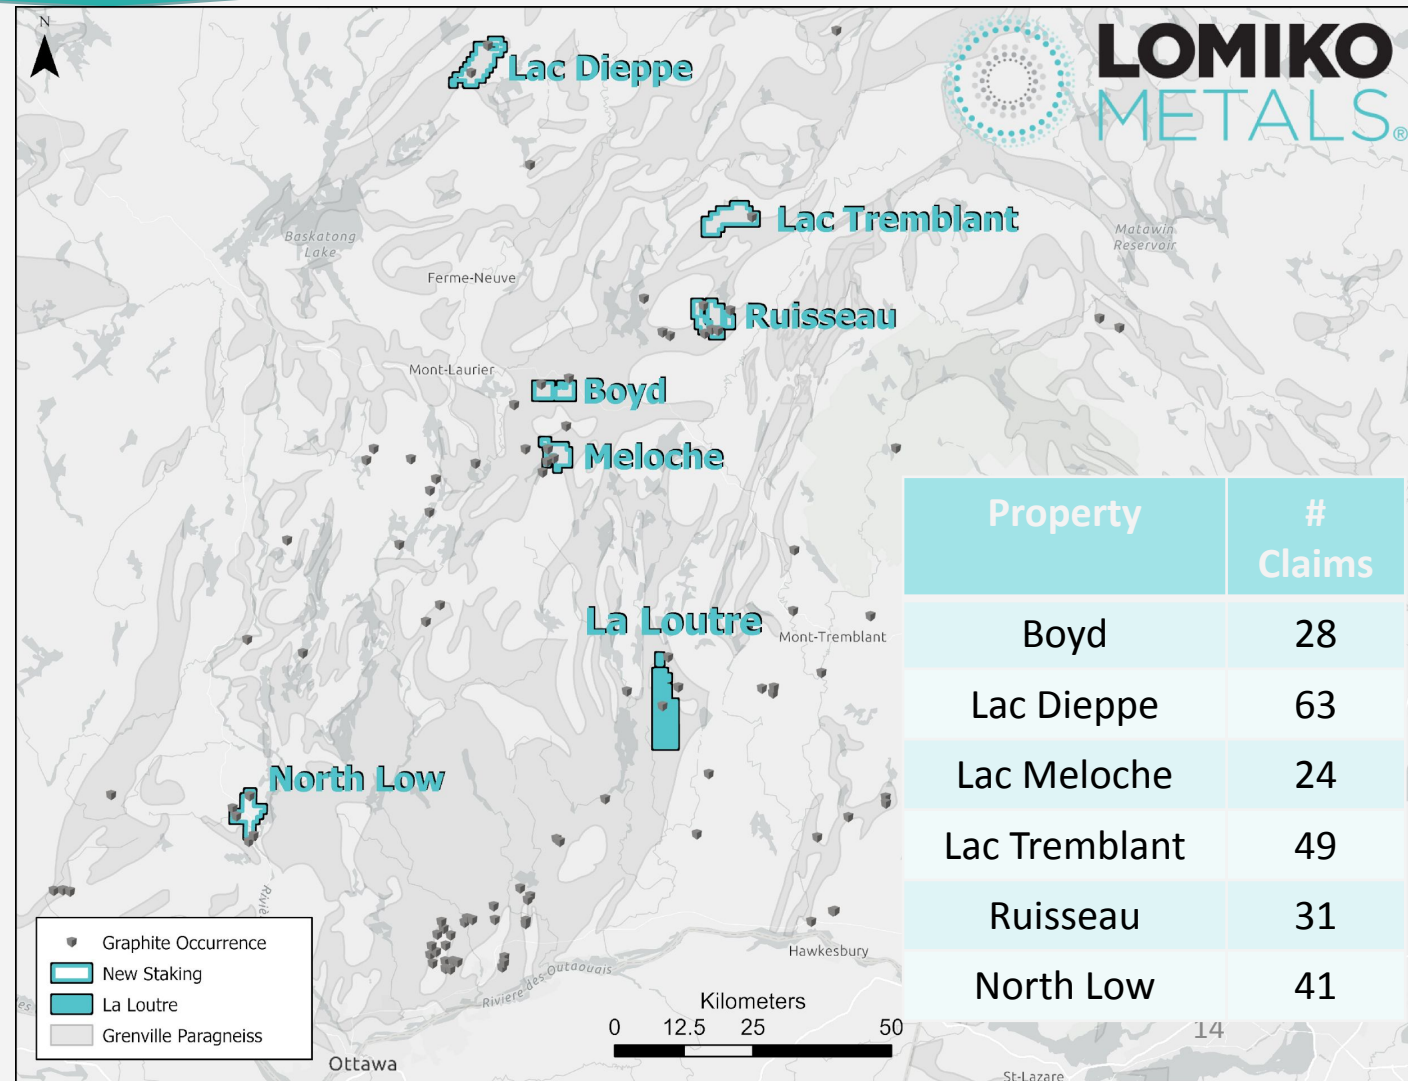 N
LOMIKO
METALS®
Lac Dieppe
Lac Tremblant
Baskatong
Lake
Matawin
Reservoir
Ferme-Neuve
Ruisseau
Mont-Laurier
Boyd
Meloche
La Loutre
Mont-Tremblant
North Low
Property # Claims
Boyd 28
Lac Dieppe 63
Lac Meloche 24
Lac Tremblant 49
Ruisseau 31
North Low 41
Graphite Occurrence
New Staking
La Loutre
Grenville Paragneiss
Riviere des Outaouais
Hawkesbury
Kilometers
0 12.5 25 50
14
Ottawa
St-Lazare